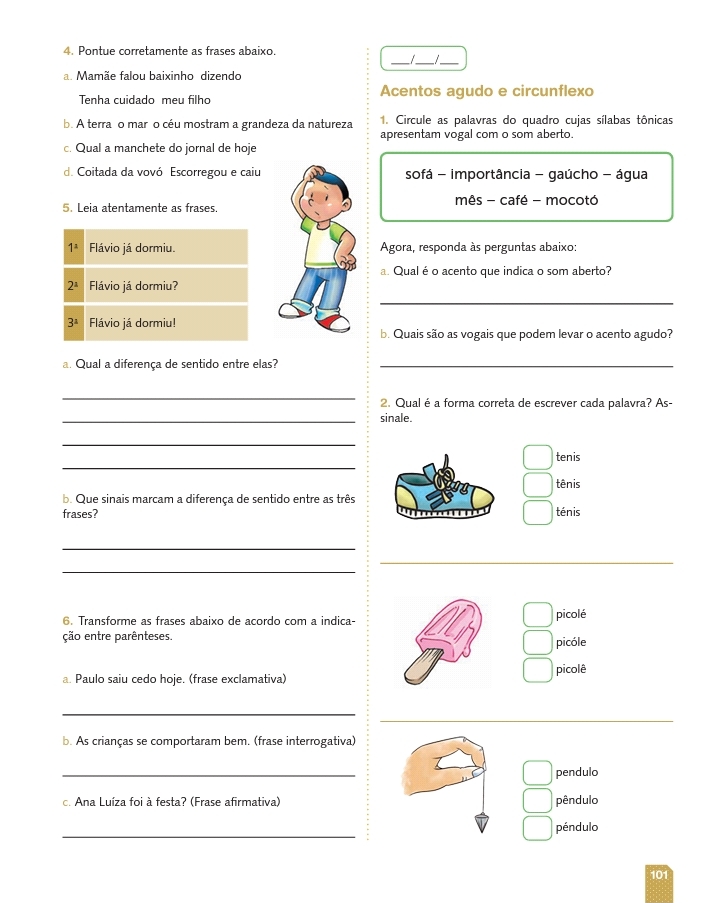 4. Pontue corretamente as frases abaixo.
a. Mamãe falou baixinho dizendo
Tenha cuidado meu filho
b. A terra o mar o céu mostram a grandeza da natureza
c. Qual a manchete do jornal de hoje
d. Coitada da vovó Escorregou e caiu
5. Leia atentamente as frases.
1ª Flávio já dormiu.
2ª Flávio já dormiu?
3ª Flávio já dormiu!
a. Qual a diferença de sentido entre elas?
b. Que sinais marcam a diferença de sentido entre as três
frases?
6. Transforme as frases abaixo de acordo com a indica-
ção entre parênteses.
a. Paulo saiu cedo hoje. (frase exclamativa)
b. As crianças se comportaram bem. (frase interrogativa)
c. Ana Luíza foi à festa? (Frase afirmativa)
___/___/___
Acentos agudo e circunflexo
1. Circule as palavras do quadro cujas sílabas tônicas
apresentam vogal com o som aberto.
sofá – importância – gaúcho – água
mês – café – mocotó
Agora, responda às perguntas abaixo:
a. Qual é o acento que indica o som aberto?
b. Quais são as vogais que podem levar o acento agudo?
2. Qual é a forma correta de escrever cada palavra? As-
sinale.
tenis
tênis
ténis
picolé
picóle
picolê
pendulo
pêndulo
péndulo
101